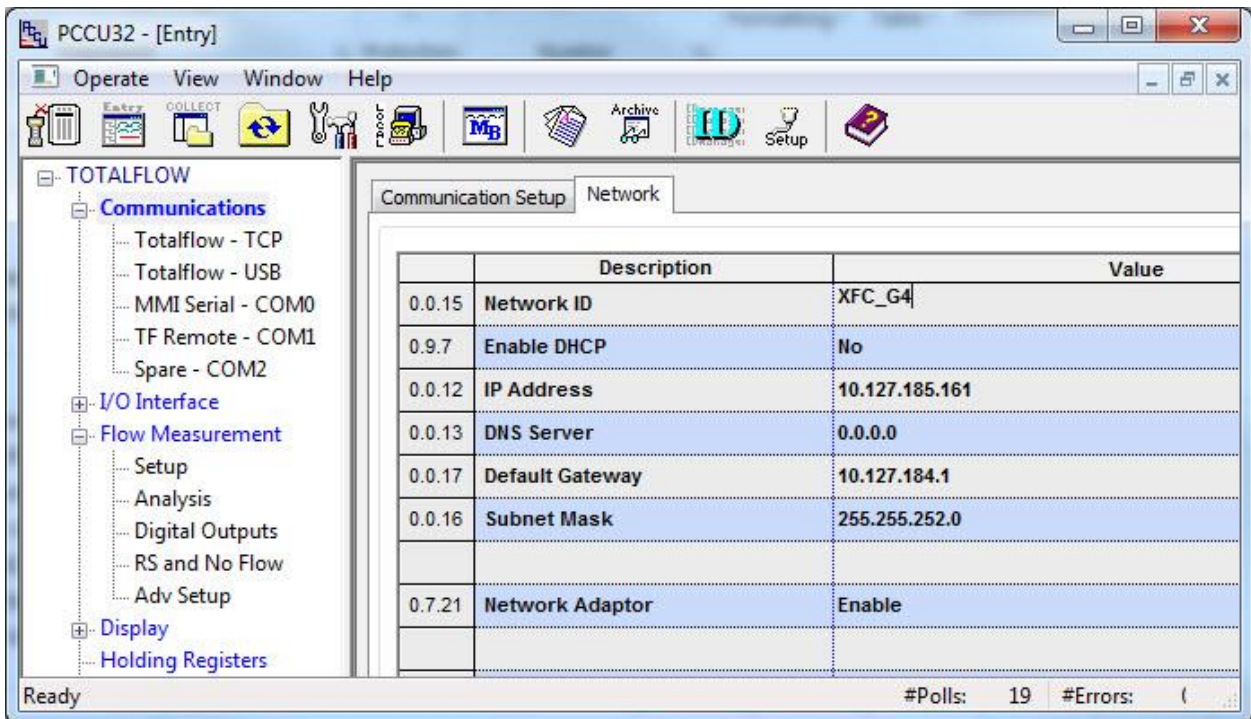 PCCU32 - [Entry]
Operate View Window Help
Entry COLLECT LOOP MB Archive ID Setup
TOTALFLOW
Communications
Totalflow - TCP
Totalflow - USB
MMI Serial - COM0
TF Remote - COM1
Spare - COM2
I/O Interface
Flow Measurement
Setup
Analysis
Digital Outputs
RS and No Flow
Adv Setup
Display
Holding Registers
Communication Setup Network
Description Value
0.0.15 Network ID XFC_G4
0.9.7 Enable DHCP No
0.0.12 IP Address 10.127.185.161
0.0.13 DNS Server 0.0.0.0
0.0.17 Default Gateway 10.127.184.1
0.0.16 Subnet Mask 255.255.252.0
0.7.21 Network Adaptor Enable
Ready #Polls: 19 #Errors: